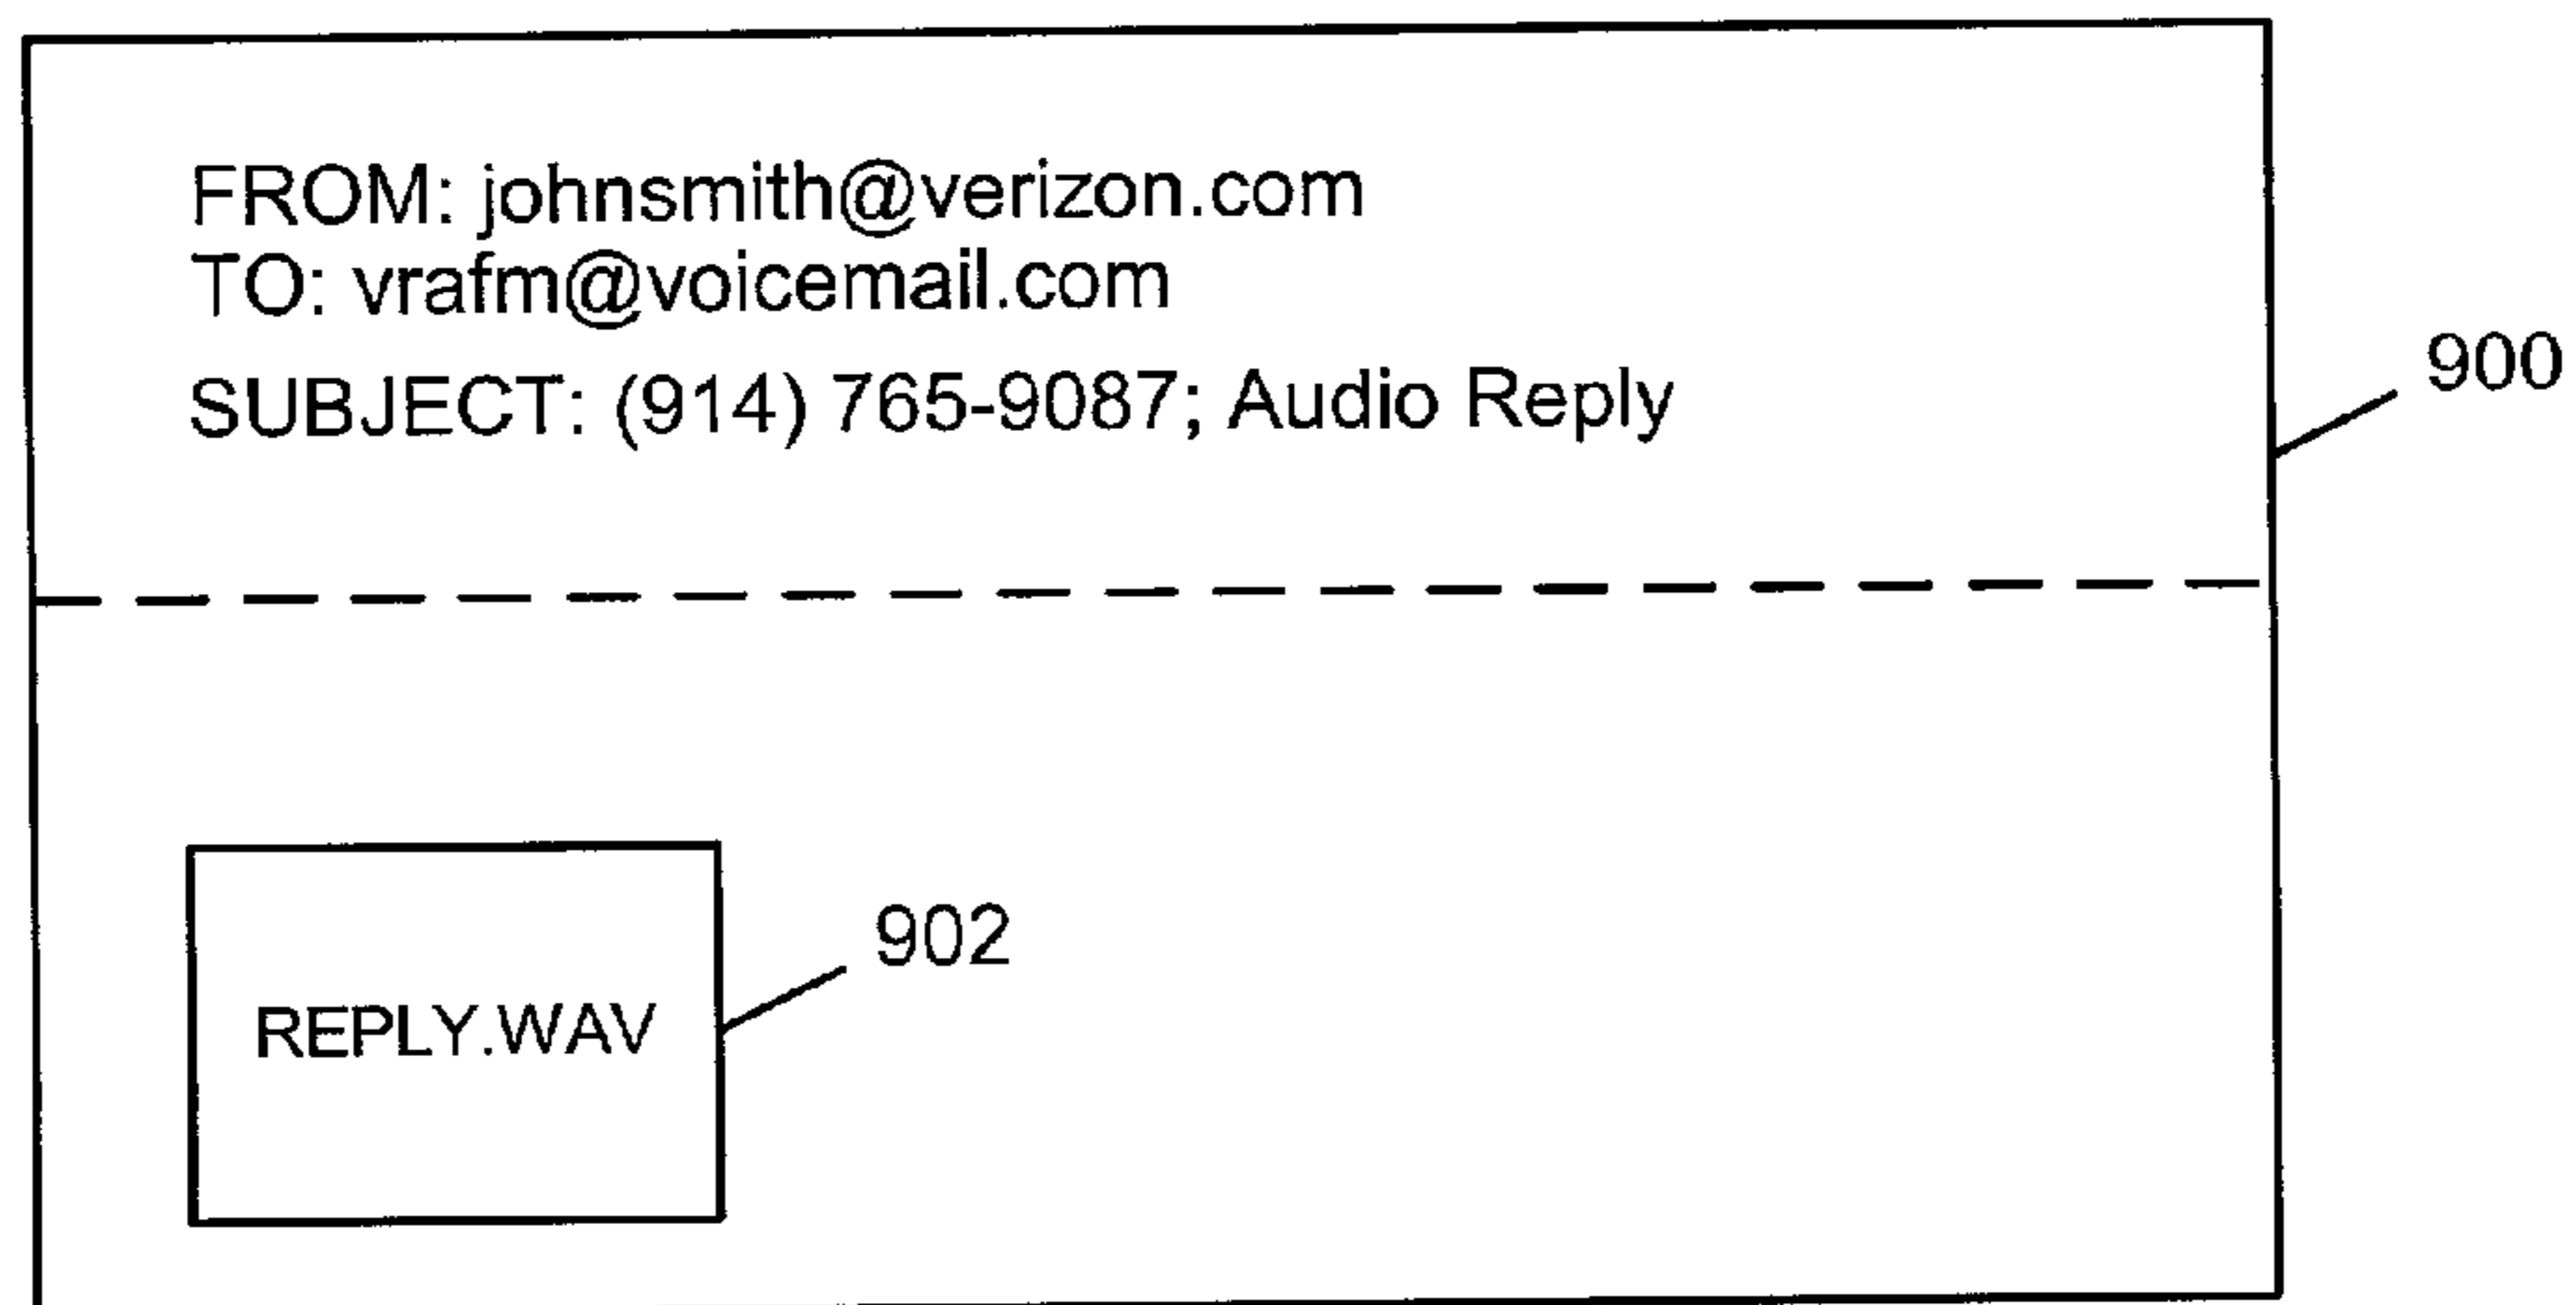 FROM: johnsmith@verizon.com
TO: vrafm@voicemail.com
SUBJECT: (914) 765-9087; Audio Reply
900
902
REPLY.WAV